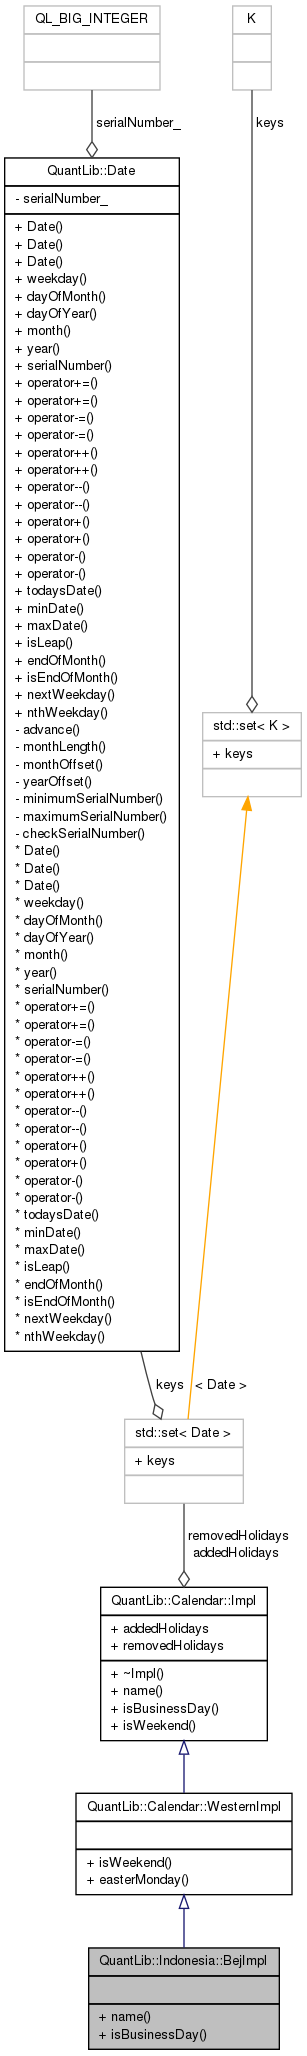 QL_BIG_INTEGER
K
serialNumber_
keys
QuantLib::Date
- serialNumber_
+ Date()
+ Date()
+ Date()
+ weekday()
+ dayOfMonth()
+ dayOfYear()
+ month()
+ year()
+ serialNumber()
+ operator+=()
+ operator+=()
+ operator-=()
+ operator-=()
+ operator++()
+ operator++()
+ operator--()
+ operator--()
+ operator+()
+ operator+()
+ operator-()
+ operator-()
+ todaysDate()
+ minDate()
+ maxDate()
+ isLeap()
+ endOfMonth()
+ isEndOfMonth()
+ nextWeekday()
+ nthWeekday()
- advance()
- monthLength()
- monthOffset()
- yearOffset()
- minimumSerialNumber()
- maximumSerialNumber()
- checkSerialNumber()
* Date()
* Date()
* Date()
* weekday()
* dayOfMonth()
* dayOfYear()
* month()
* year()
* serialNumber()
* operator+=()
* operator+=()
* operator-=()
* operator-=()
* operator++()
* operator++()
* operator--()
* operator--()
* operator+()
* operator+()
* operator-()
* operator-()
* todaysDate()
* minDate()
* maxDate()
* isLeap()
* endOfMonth()
* isEndOfMonth()
* nextWeekday()
* nthWeekday()
std::set< K >
+ keys
keys
< Date >
std::set< Date >
+ keys
removedHolidays
addedHolidays
QuantLib::Calendar::Impl
+ addedHolidays
+ removedHolidays
+ ~Impl()
+ name()
+ isBusinessDay()
+ isWeekend()
QuantLib::Calendar::WesternImpl
+ isWeekend()
+ easterMonday()
QuantLib::Indonesia::BejImpl
+ name()
+ isBusinessDay()